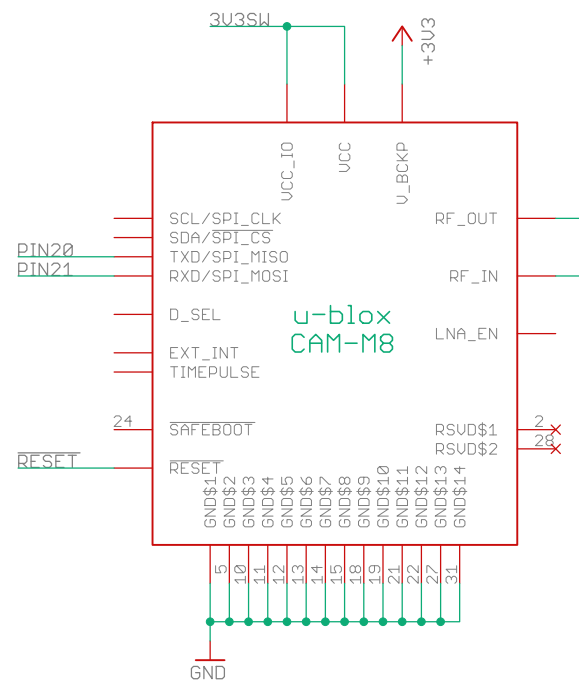 3V3SW
+3V3
VCC_IO
VCC
V_BCKP
SCL/SPI_CLK
RF_OUT
SDA/SPI_CS
PIN20
TXD/SPI_MISO
PIN21
RXD/SPI_MOSI
RF_IN
D_SEL
u-blox
LNA_EN
CAM-M8
EXT_INT
TIMEPULSE
24
SAFEBOOT
RSVD$1
2
RSVD$2
28
RESET
RESET
GND$1
GND$2
GND$3
GND$4
GND$5
GND$6
GND$7
GND$8
GND$9
GND$10
GND$11
GND$12
GND$13
GND$14
5
10
11
12
13
14
15
18
19
21
22
27
31
GND